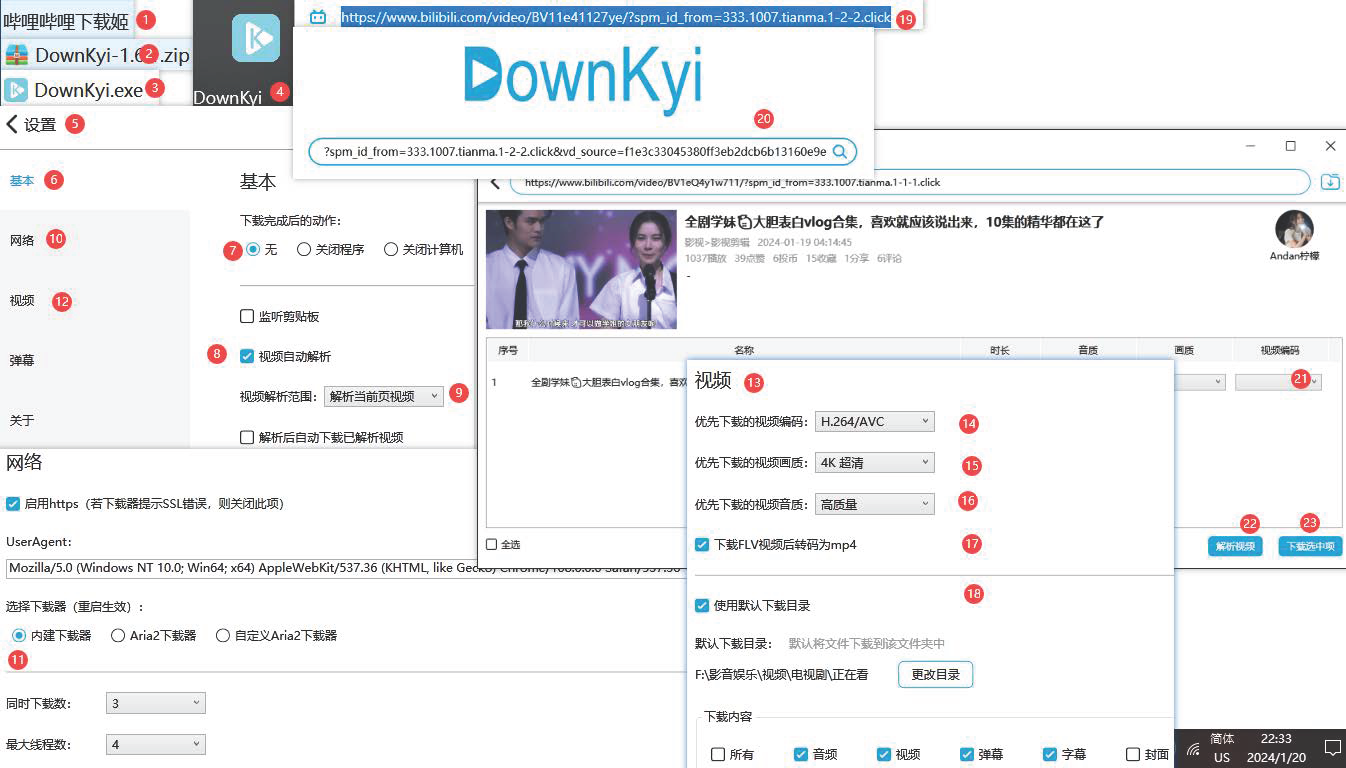 哔哩哔哩下载姬 1
DownKyi-1.6 2 .zip
DownKyi.exe 3
DownKyi 4
https://www.bilibili.com/video/BV11e41127ye/?spm_id_from=333.1007.tianma.1-2-2.click 19
DownKyi
20
?spm_id_from=333.1007.tianma.1-2-2.click&vd_source=f1e3c33045380ff3eb2dcb6b13160e9e
设置 5
基本 6
网络 10
视频 12
弹幕
关于
基本
下载完成后的动作:
7 无 关闭程序 关闭计算机
监听剪贴板
8 视频自动解析
视频解析范围: 解析当前页视频 9
解析后自动下载已解析视频
https://www.bilibili.com/video/BV1eQ4y1w711/?spm_id_from=333.1007.tianma.1-1-1.click
全剧学妹大胆表白vlog合集，喜欢就应该说出来，10集的精华都在这了
影视>影视剪辑 2024-01-19 04:14:45
1037播放 39点赞 6投币 15收藏 1分享 6评论
-
Andan柠檬
序号 名称 时长 音质 画质 视频编码
1 全剧学妹大胆表白vlog合集，喜欢
21
全选
22 23
解析视频 下载选中项
网络
启用https（若下载器提示SSL错误，则关闭此项）
UserAgent:
Mozilla/5.0 (Windows NT 10.0; Win64; x64) AppleWebKit/537.36 (KHTML, like Gecko) Chrome/108.0.0.0 Safari/537.36
选择下载器（重启生效）:
内建下载器 Aria2下载器 自定义Aria2下载器
11
同时下载数: 3
最大线程数: 4
视频 13
优先下载的视频编码: H.264/AVC 14
优先下载的视频画质: 4K 超清 15
优先下载的视频音质: 高质量 16
下载FLV视频后转码为mp4 17
18
使用默认下载目录
默认下载目录: 默认将文件下载到该文件夹中
F:\影音娱乐\视频\电视剧\正在看 更改目录
下载内容
所有 音频 视频 弹幕 字幕 封面
简体 22:33
US 2024/1/20